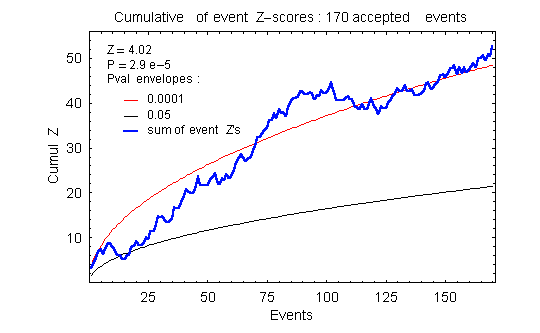 Cumulative of event Z-scores : 170 accepted events
Z = 4.02
P = 2.9 e-5
Pval envelopes :
0.0001
0.05
sum of event Z's
Cumul Z
50
40
30
20
10
25 50 75 100 125 150
Events